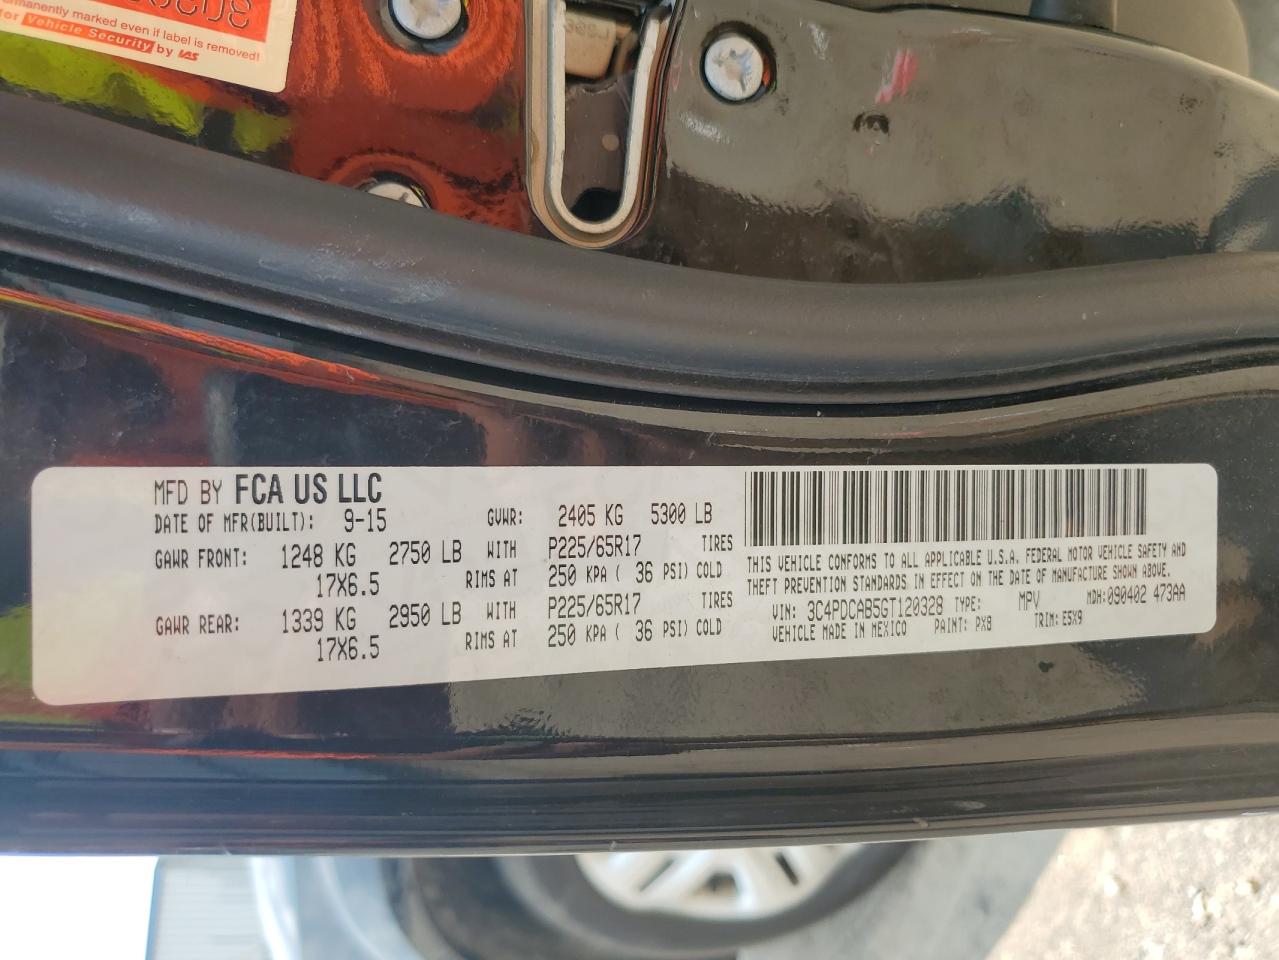 ermanently marked even if label is removed!
for Vehicle Security by IAS
MFD BY FCA US LLC
DATE OF MFR(BUILT): 9-15 GVWR: 2405 KG 5300 LB
GAWR FRONT: 1248 KG 2750 LB WITH P225/65R17 TIRES
17X6.5 RIMS AT 250 KPA ( 36 PSI) COLD
GAWR REAR: 1339 KG 2950 LB WITH P225/65R17 TIRES
17X6.5 RIMS AT 250 KPA ( 36 PSI) COLD
THIS VEHICLE CONFORMS TO ALL APPLICABLE U.S.A. FEDERAL MOTOR VEHICLE SAFETY AND
THEFT PREVENTION STANDARDS IN EFFECT ON THE DATE OF MANUFACTURE SHOWN ABOVE.
VIN: 3C4PDCAB5GT120328 TYPE: MPV MDH:090402 473AA
VEHICLE MADE IN MEXICO PAINT: PX8 TRIM: E5X9